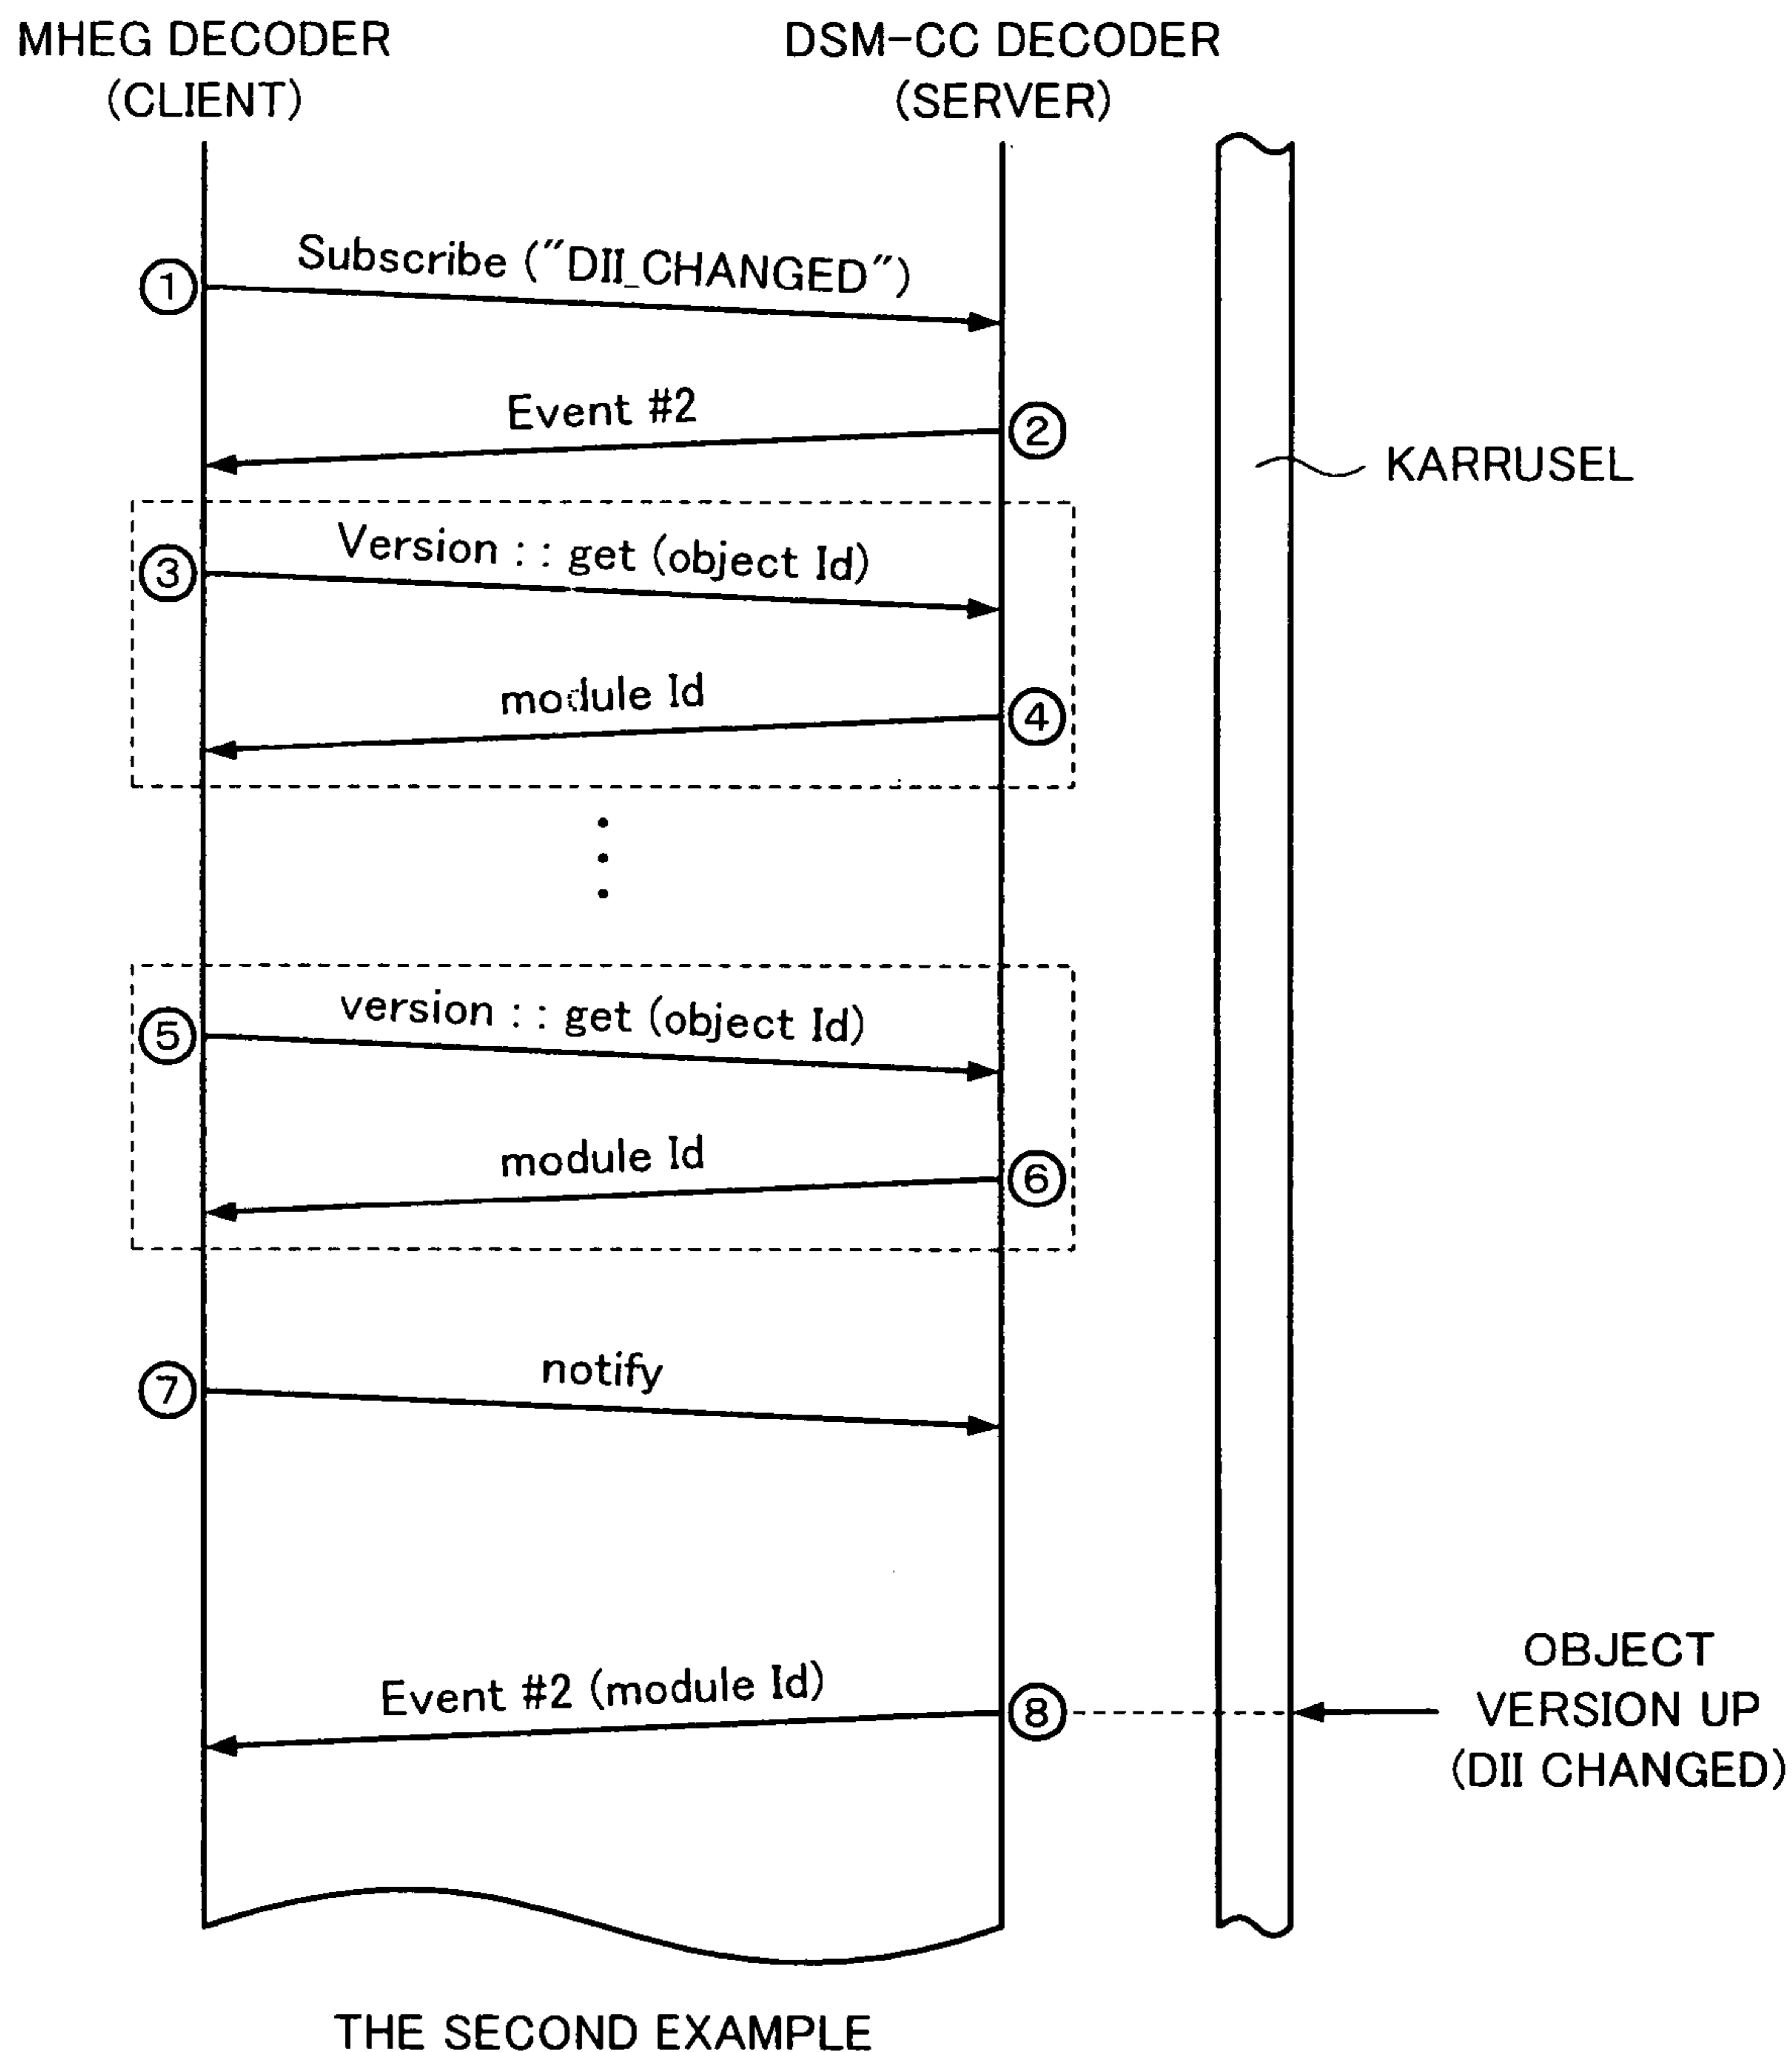 MHEG DECODER
(CLIENT)
DSM-CC DECODER
(SERVER)
① Subscribe ("DII_CHANGED")
Event #2 ②
KARRUSEL
③ Version : : get (object Id)
module Id ④
⑤ version : : get (object Id)
module Id ⑥
⑦ notify
Event #2 (module Id) ⑧
OBJECT
VERSION UP
(DII CHANGED)
THE SECOND EXAMPLE